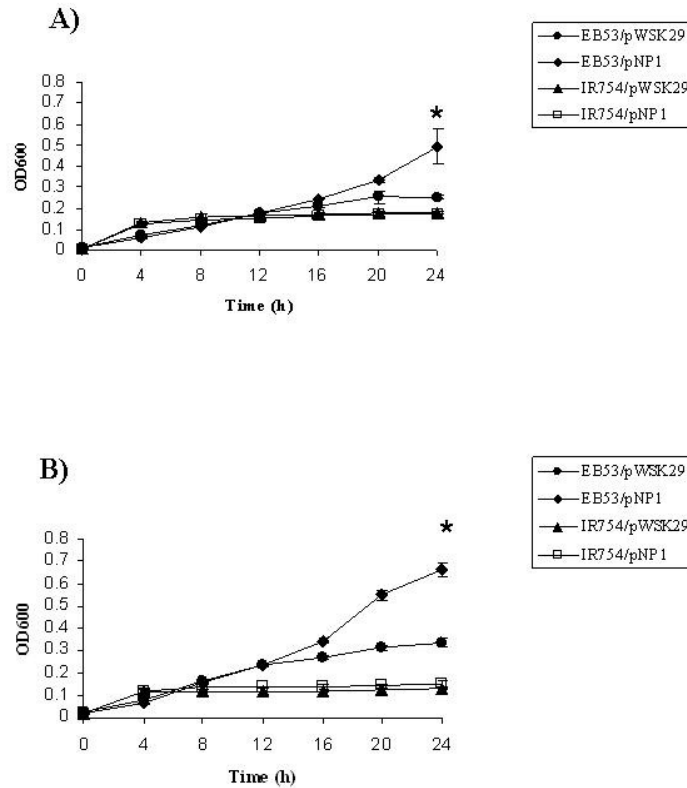 A)
EB53/pWSK29
EB53/pNP1
IR754/pWSK29
IR754/pNP1
0.8
0.7
0.6
0.5
0.4
0.3
0.2
0.1
0
OD600
0 4 8 12 16 20 24
Time (h)
B)
EB53/pWSK29
EB53/pNP1
IR754/pWSK29
IR754/pNP1
0.8
0.7
0.6
0.5
0.4
0.3
0.2
0.1
0
OD600
0 4 8 12 16 20 24
Time (h)